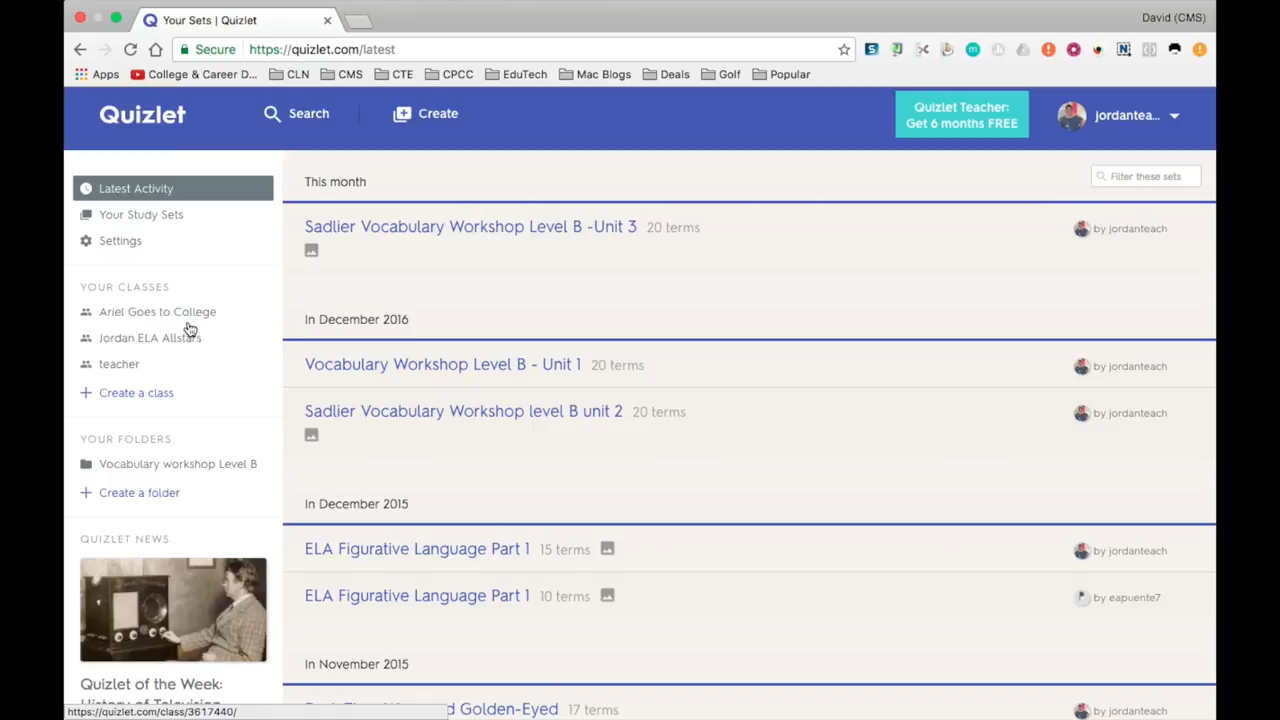 Your Sets | Quizlet
David (CMS)
Secure https://quizlet.com/latest
Apps College & Career D... CLN CMS CTE CPCC EduTech Mac Blogs Deals Golf Popular
Quizlet Search Create
Quizlet Teacher:
Get 6 months FREE
jordantea...
Latest Activity
Your Study Sets
Settings
YOUR CLASSES
Ariel Goes to College
Jordan ELA Allstars
teacher
+ Create a class
YOUR FOLDERS
Vocabulary workshop Level B
+ Create a folder
QUIZLET NEWS
Quizlet of the Week:
History of Television
https://quizlet.com/class/3617440/
This month
Filter these sets
Sadlier Vocabulary Workshop Level B -Unit 3 20 terms by jordanteach
In December 2016
Vocabulary Workshop Level B - Unit 1 20 terms by jordanteach
Sadlier Vocabulary Workshop level B unit 2 20 terms by jordanteach
In December 2015
ELA Figurative Language Part 1 15 terms by jordanteach
ELA Figurative Language Part 1 10 terms by eapuente7
In November 2015
Golden-Eyed 17 terms by jordanteach